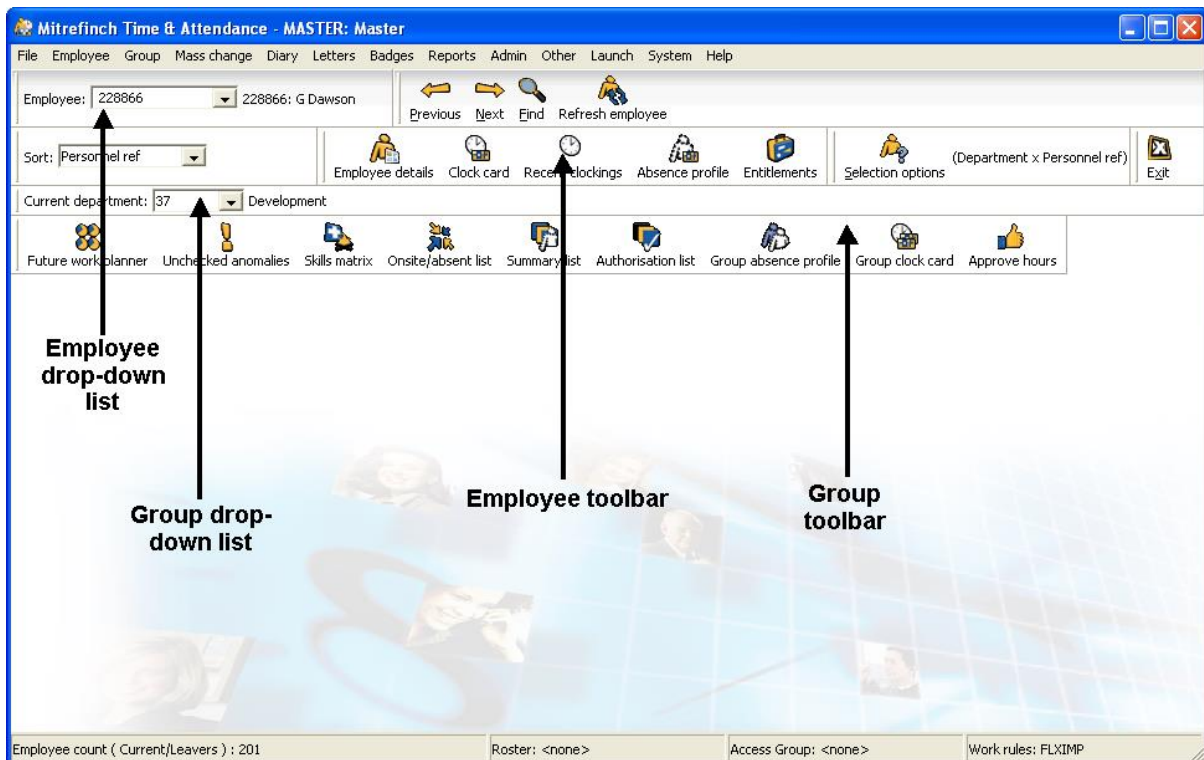 Mitrefinch Time & Attendance - MASTER: Master
File Employee Group Mass change Diary Letters Badges Reports Admin Other Launch System Help
Employee: 228866 228866: G Dawson
Previous Next Find Refresh employee
Sort: Personnel ref
Employee details Clock card Recent clockings Absence profile Entitlements Selection options (Department x Personnel ref) Exit
Current department: 37 Development
Future work planner Unchecked anomalies Skills matrix Onsite/absent list Summary list Authorisation list Group absence profile Group clock card Approve hours
Employee
drop-down
list
Group drop-
down list
Employee toolbar
Group
toolbar
Employee count ( Current/Leavers ) : 201 Roster: <none> Access Group: <none> Work rules: FLXIMP